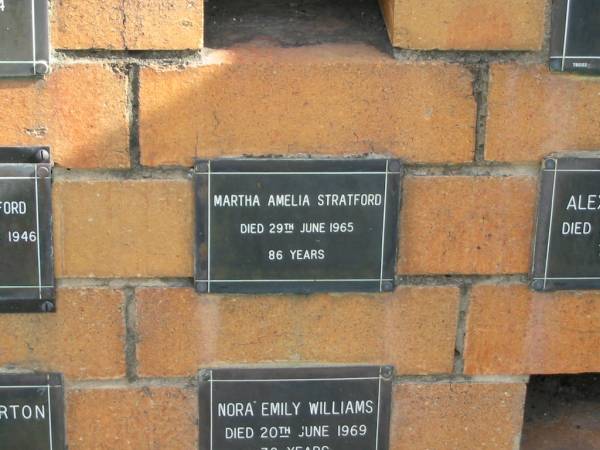 MARTHA AMELIA STRATFORD
DIED 29TH JUNE 1965
86 YEARS
FORD
1946
ALEX
DIED
RTON
NORA EMILY WILLIAMS
DIED 20TH JUNE 1969
YEARS